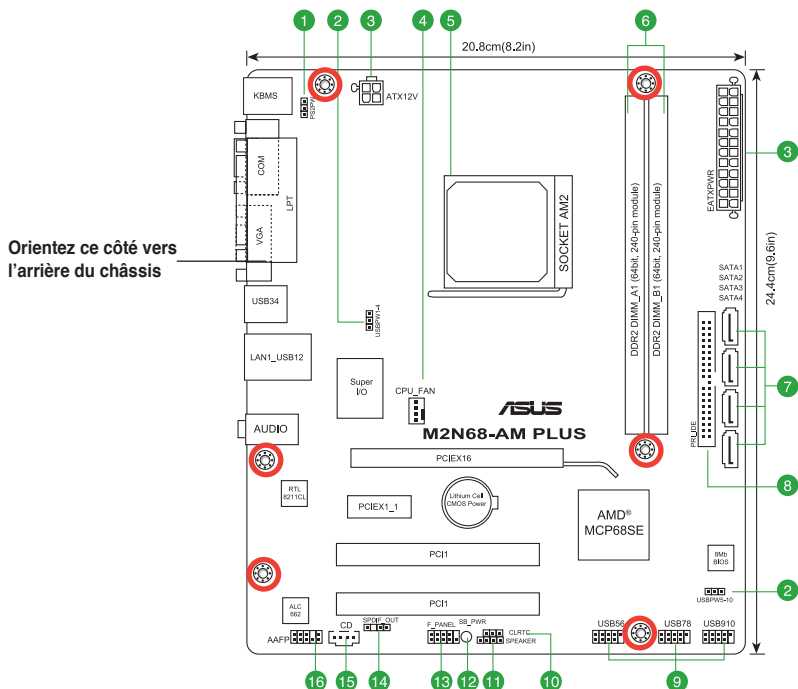 1
2
3
4
5
6
20.8cm(8.2in)
KBMS
PS2PWR
ATX12V
3
EATXPWR
COM
LPT
VGA
SOCKET AM2
DDR2 DIMM_A1 (64bit, 240-pin module)
DDR2 DIMM_B1 (64bit, 240-pin module)
24.4cm(9.6in)
Orientez ce côté vers
l'arrière du châssis
SATA1
SATA2
SATA3
SATA4
USB34
USBPW1-4
LAN1_USB12
Super
I/O
CPU_FAN
7
AUDIO
ASUS
M2N68-AM PLUS
PRI_IDE
8
PCIEX16
RTL
8211CL
PCIEX1_1
Lithium Cell
CMOS Power
AMD®
MCP68SE
PCI1
8Mb
BIOS
2
USBPW5-10
ALC
662
PCI1
AAFP
CD
SPDIF_OUT
F_PANEL
SB_PWR
CLRTC
SPEAKER
USB56
USB78
USB910
16
15
14
13
12
11
10
9